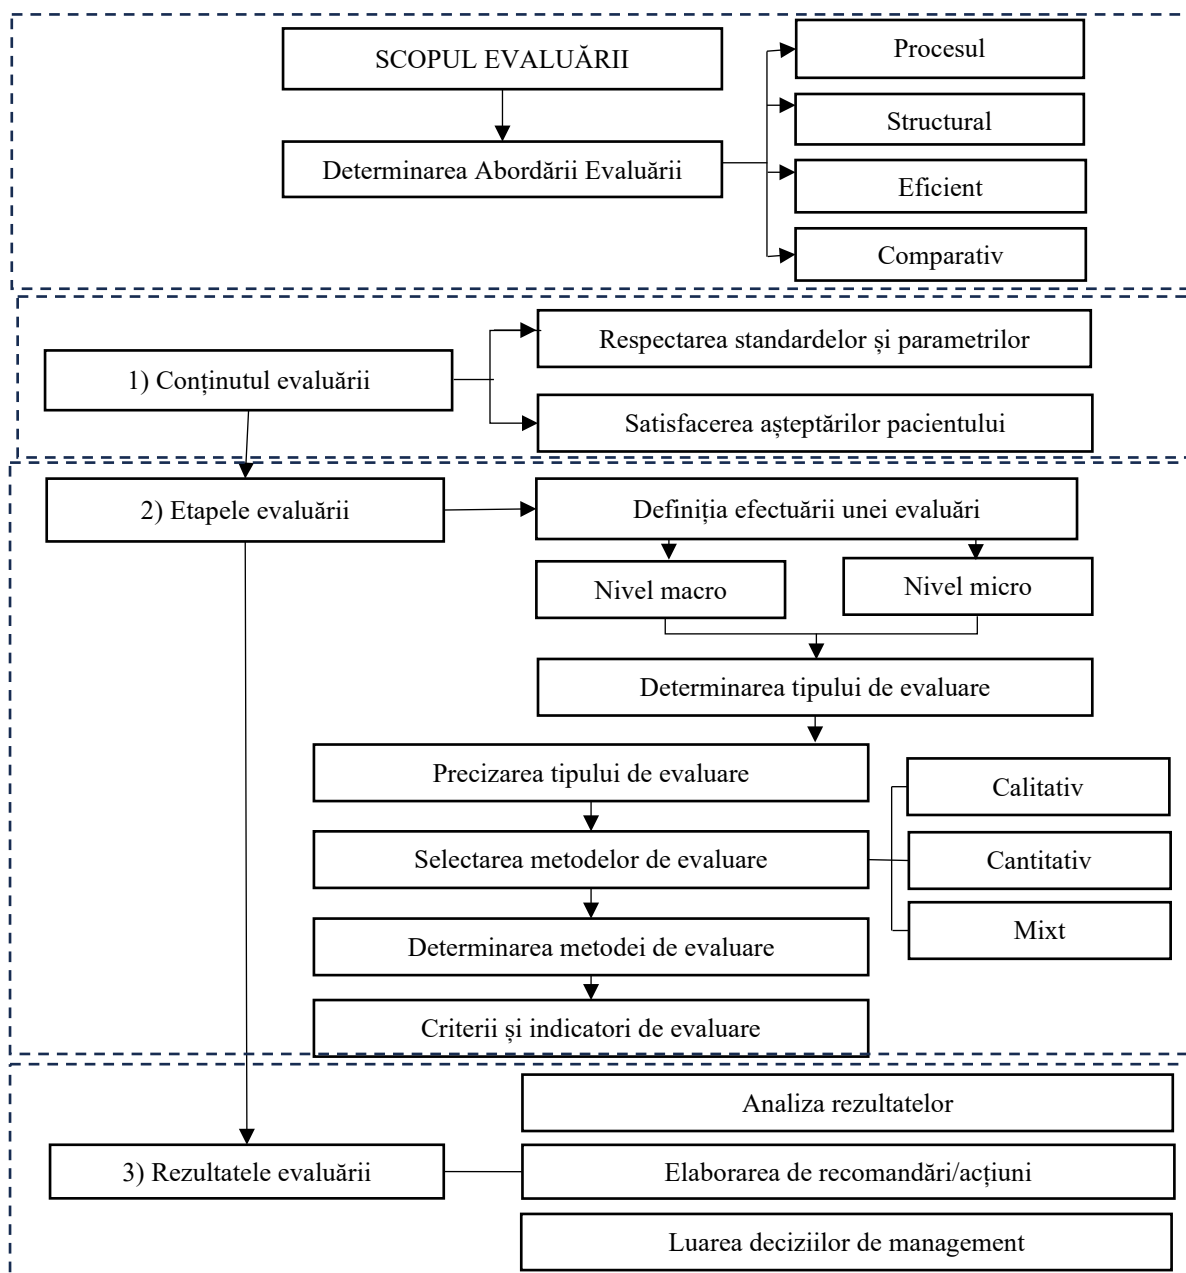 SCOPUL EVALUĂRII
Determinarea Abordării Evaluării
Procesul
Structural
Eficient
Comparativ
1) Conținutul evaluării
Respectarea standardelor și parametrilor
Satisfacerea așteptărilor pacientului
2) Etapele evaluării
Definiția efectuării unei evaluări
Nivel macro
Nivel micro
Determinarea tipului de evaluare
Precizarea tipului de evaluare
Selectarea metodelor de evaluare
Calitativ
Cantitativ
Mixt
Determinarea metodei de evaluare
Criterii și indicatori de evaluare
3) Rezultatele evaluării
Analiza rezultatelor
Elaborarea de recomandări/acțiuni
Luarea deciziilor de management